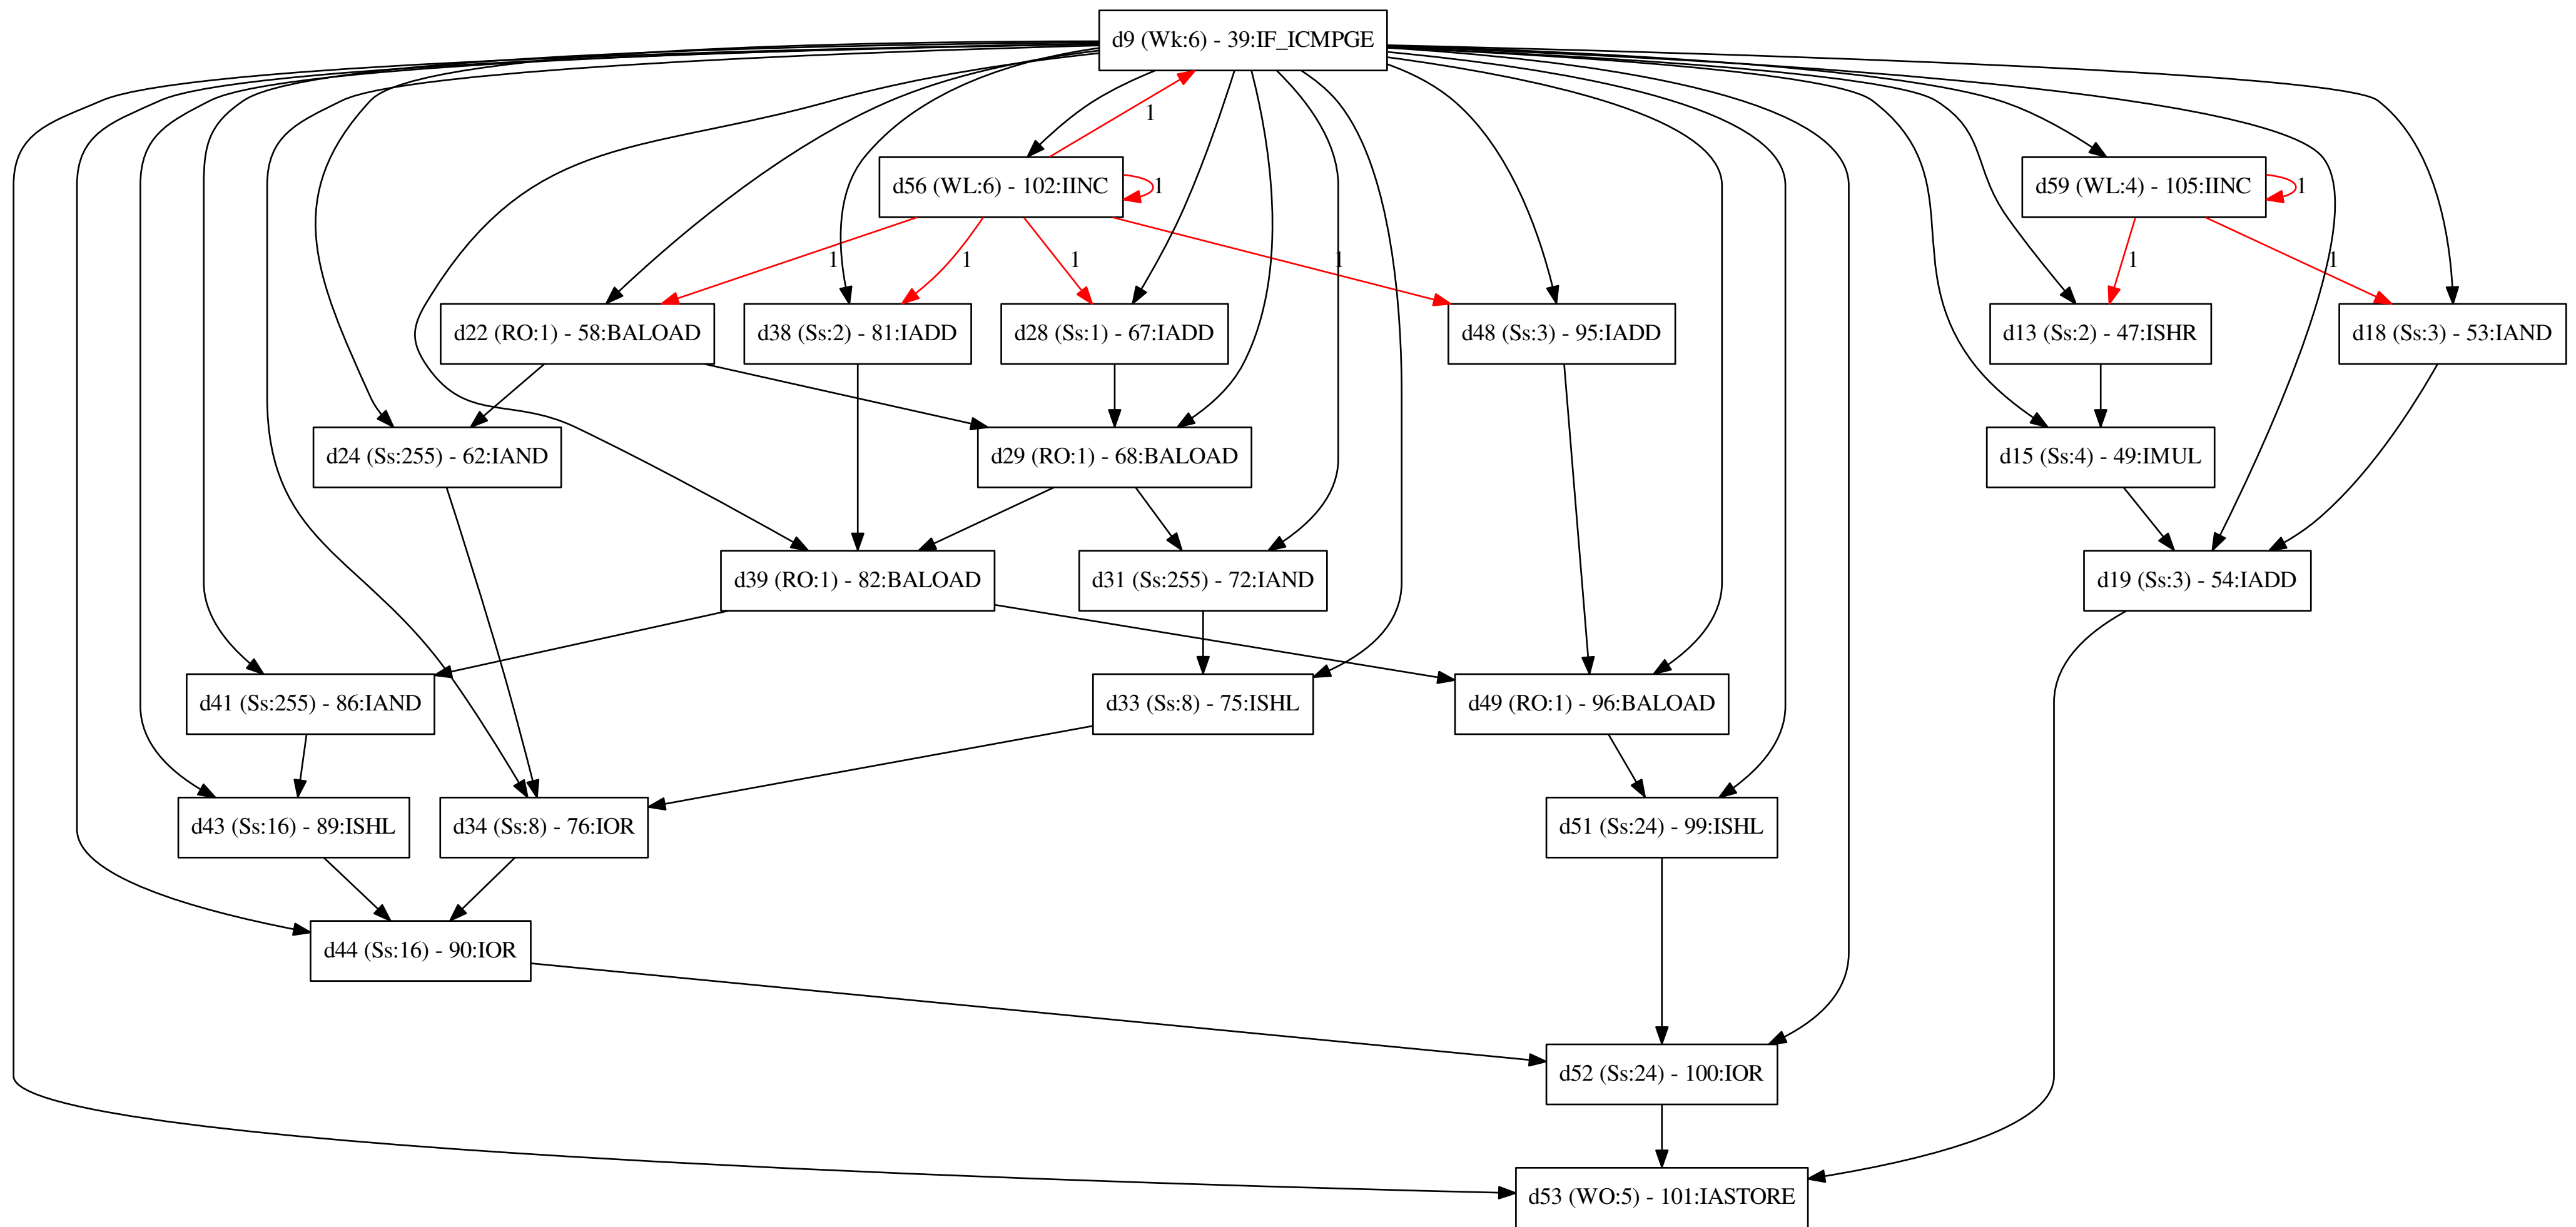 d9 (Wk:6) - 39:IF_ICMPGE
1
d56 (WL:6) - 102:IINC
1
d59 (WL:4) - 105:IINC
1
1
1
1
1
1
1
d22 (RO:1) - 58:BALOAD
d38 (Ss:2) - 81:IADD
d28 (Ss:1) - 67:IADD
d48 (Ss:3) - 95:IADD
d13 (Ss:2) - 47:ISHR
d18 (Ss:3) - 53:IAND
d24 (Ss:255) - 62:IAND
d29 (RO:1) - 68:BALOAD
d15 (Ss:4) - 49:IMUL
d39 (RO:1) - 82:BALOAD
d31 (Ss:255) - 72:IAND
d19 (Ss:3) - 54:IADD
d41 (Ss:255) - 86:IAND
d33 (Ss:8) - 75:ISHL
d49 (RO:1) - 96:BALOAD
d43 (Ss:16) - 89:ISHL
d34 (Ss:8) - 76:IOR
d51 (Ss:24) - 99:ISHL
d44 (Ss:16) - 90:IOR
d52 (Ss:24) - 100:IOR
d53 (WO:5) - 101:IASTORE